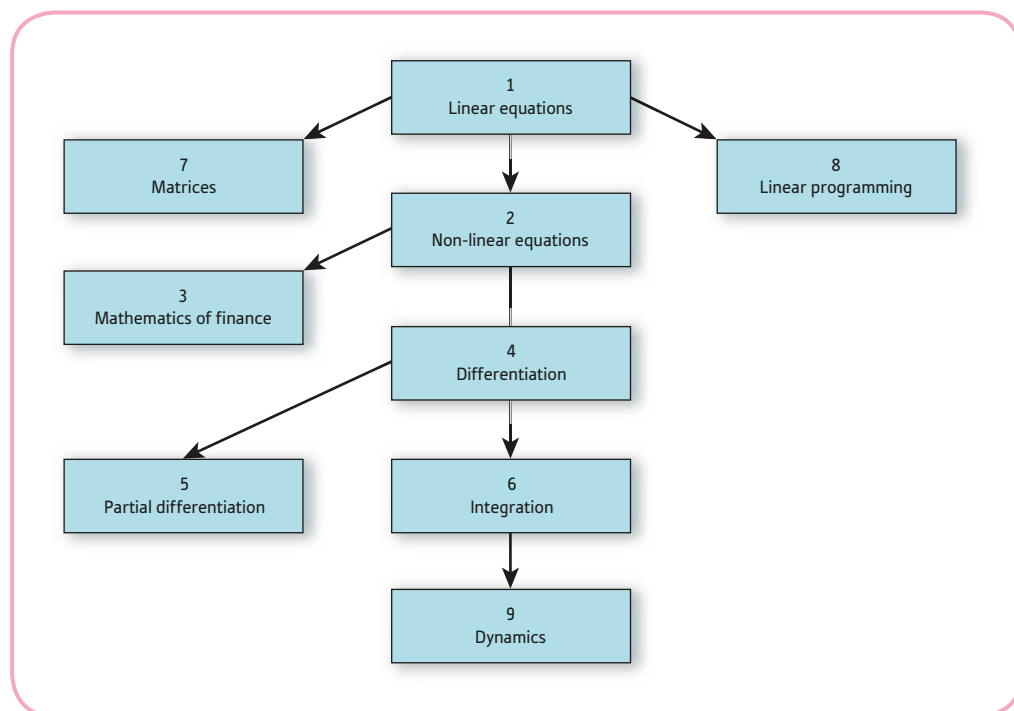 1
Linear equations
7
Matrices
8
Linear programming
2
Non-linear equations
3
Mathematics of finance
4
Differentiation
5
Partial differentiation
6
Integration
9
Dynamics